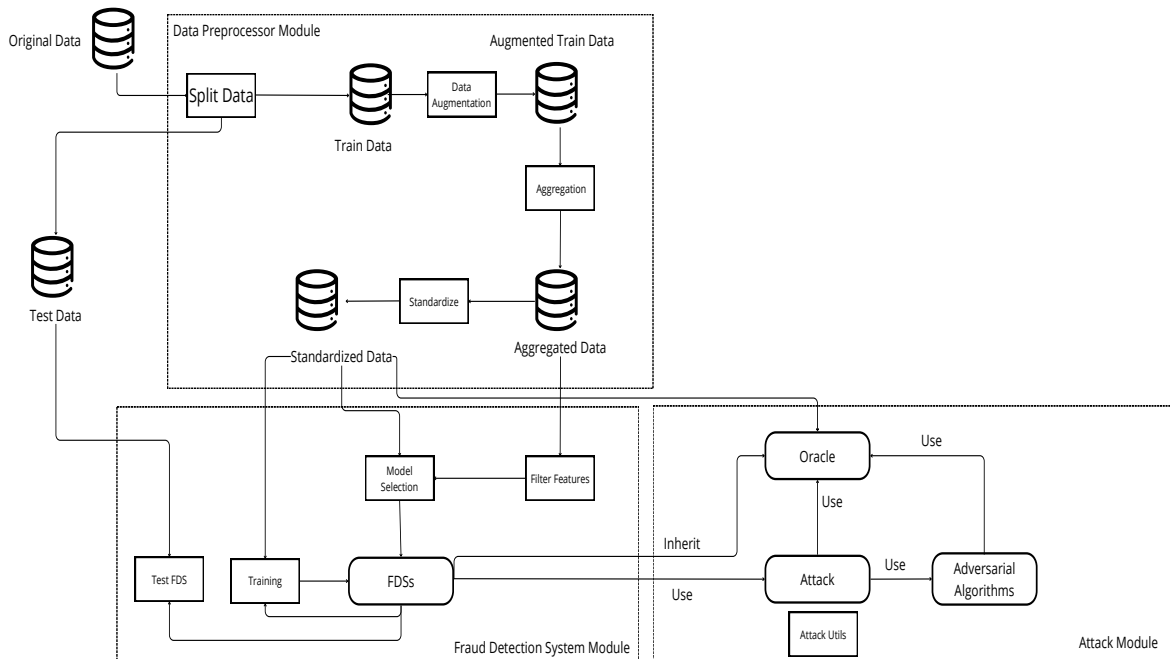 Original Data
Data Preprocessor Module
Augmented Train Data
Split Data
Data
Augmentation
Train Data
Aggregation
Test Data
Standardize
Standardized Data
Aggregated Data
Model
Selection
Filter Features
Oracle
Use
Use
Inherit
Test FDS
Training
FDSs
Use
Attack
Use
Adversarial
Algorithms
Attack Utils
Fraud Detection System Module
Attack Module